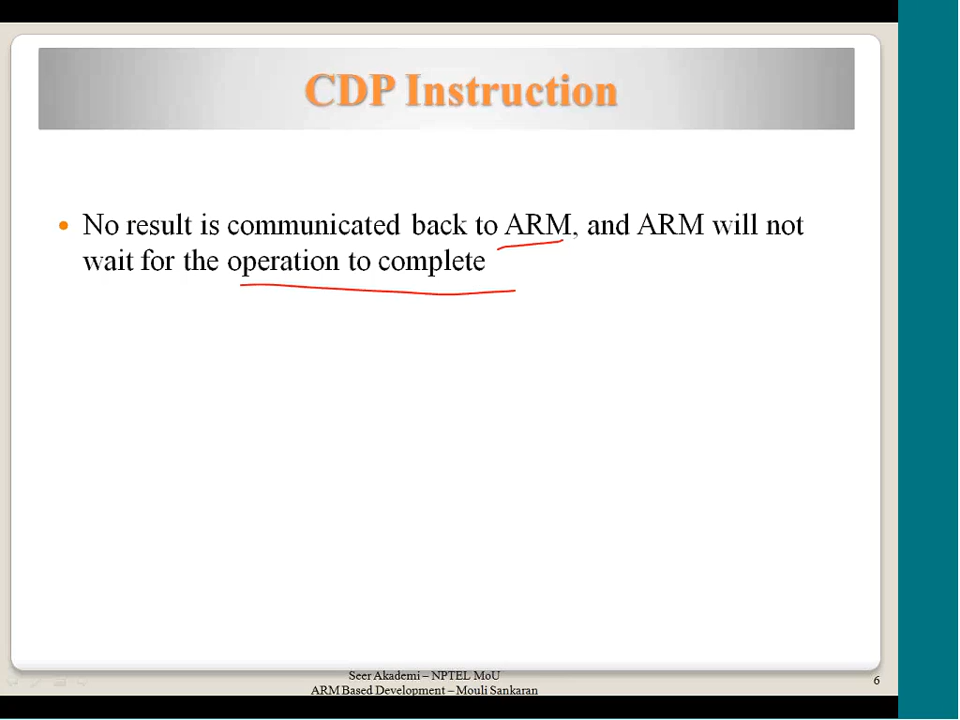 CDP Instruction
• No result is communicated back to ARM, and ARM will not
wait for the operation to complete
Seer Akademi – NPTEL MoU
ARM Based Development – Mouli Sankaran
6